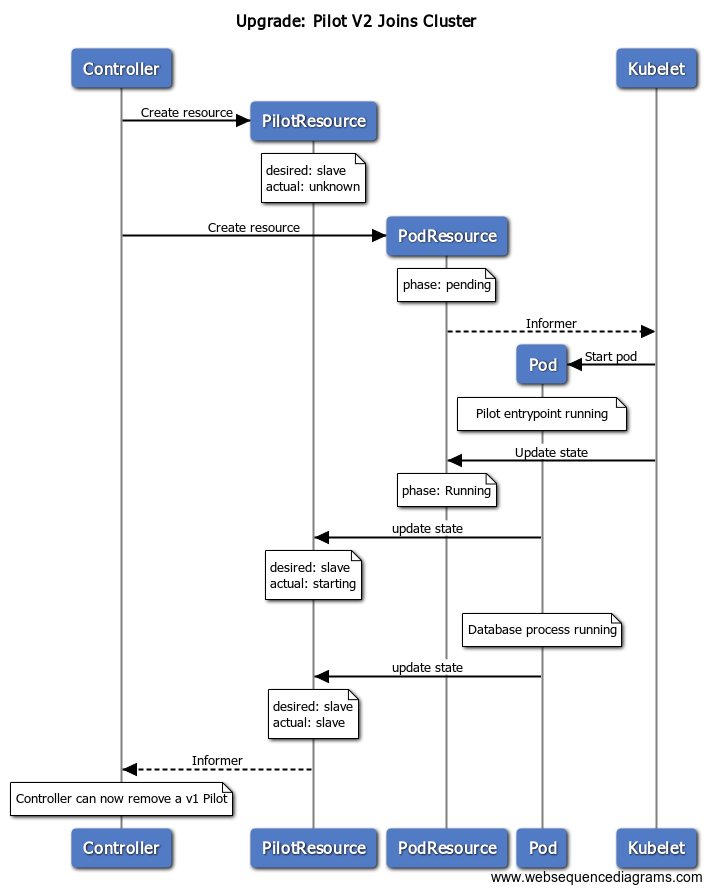 Upgrade: Pilot V2 Joins Cluster
Controller
Kubelet
Create resource
PilotResource
desired: slave
actual: unknown
Create resource
PodResource
phase: pending
Informer
Pod
Start pod
Pilot entrypoint running
Update state
phase: Running
update state
desired: slave
actual: starting
Database process running
update state
desired: slave
actual: slave
Informer
Controller can now remove a v1 Pilot
Controller
PilotResource
PodResource
Pod
Kubelet
www.websequencediagrams.com